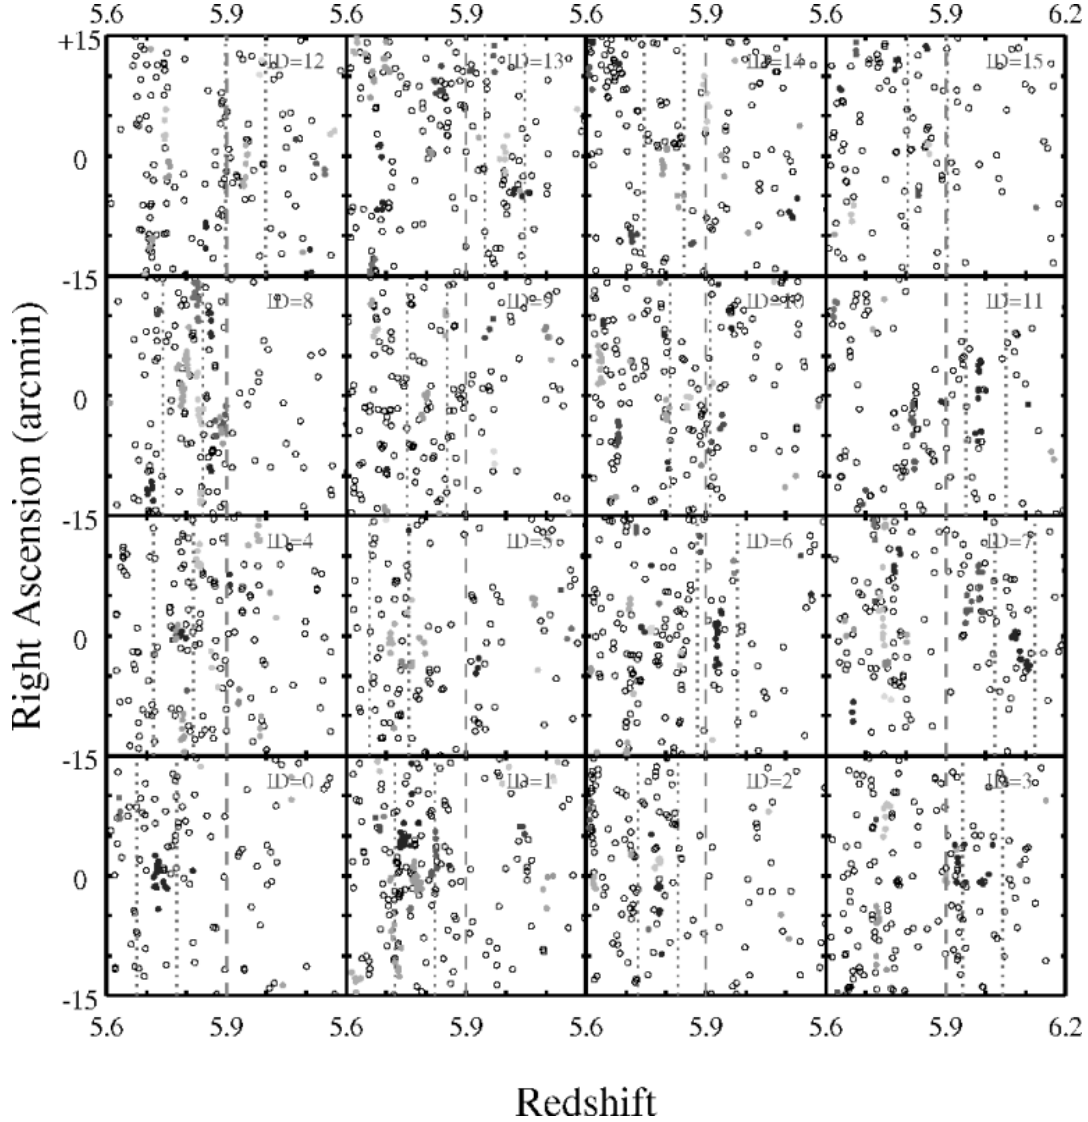 5.6 5.9 5.6 5.9 5.6 5.9 5.6 5.9 6.2
+15 ID=12 ID=13 ID=14 ID=15
0
-15 ID=8 ID=9 ID=10 ID=11
0
-15 ID=4 ID=5 ID=6 ID=7
0
-15 ID=0 ID=1 ID=2 ID=3
0
-15
5.6 5.9 5.6 5.9 5.6 5.9 5.6 5.9 6.2
Right Ascension (arcmin)
Redshift